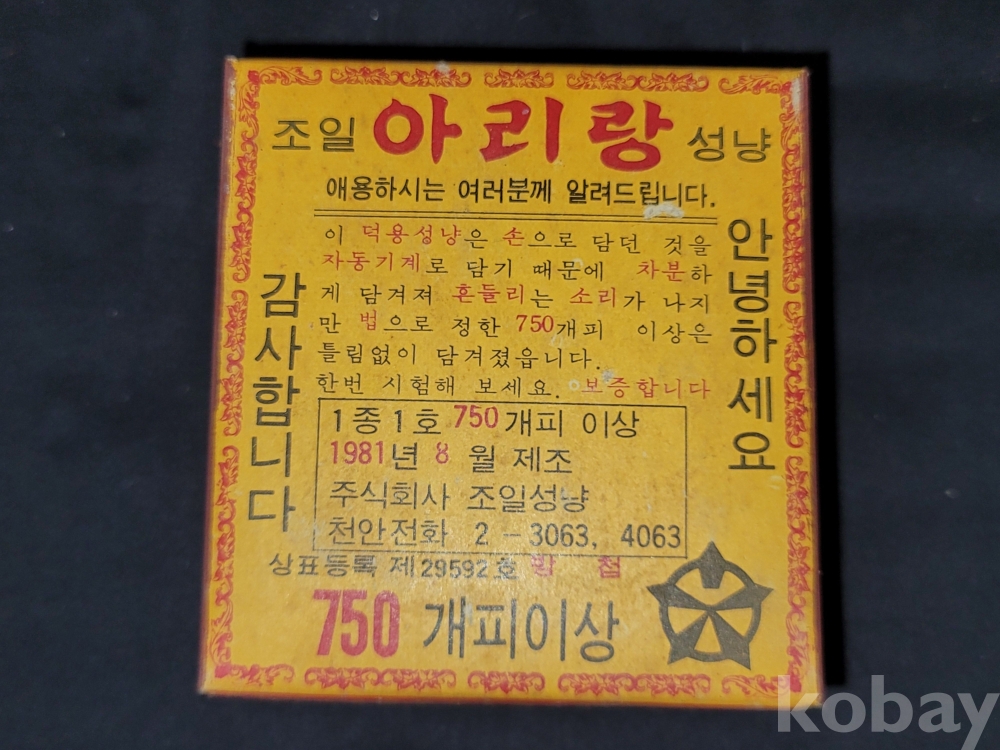 조일 아리랑 성냥
애용하시는 여러분께 알려드립니다.
이 덕용성냥은 손으로 담던 것을
자동기계로 담기 때문에 차분하
게 담겨져 흔들리는 소리가 나지
만 법으로 정한 750개피 이상은
틀림없이 담겨졌읍니다.
한번 시험해 보세요. 보증합니다
안녕하세요
감사합니다
1종1호 750개피 이상
1981년 8월 제조
주식회사 조일성냥
천안전화 2-3063, 4063
상표등록 제29592호 방첩
750 개피이상
kobay